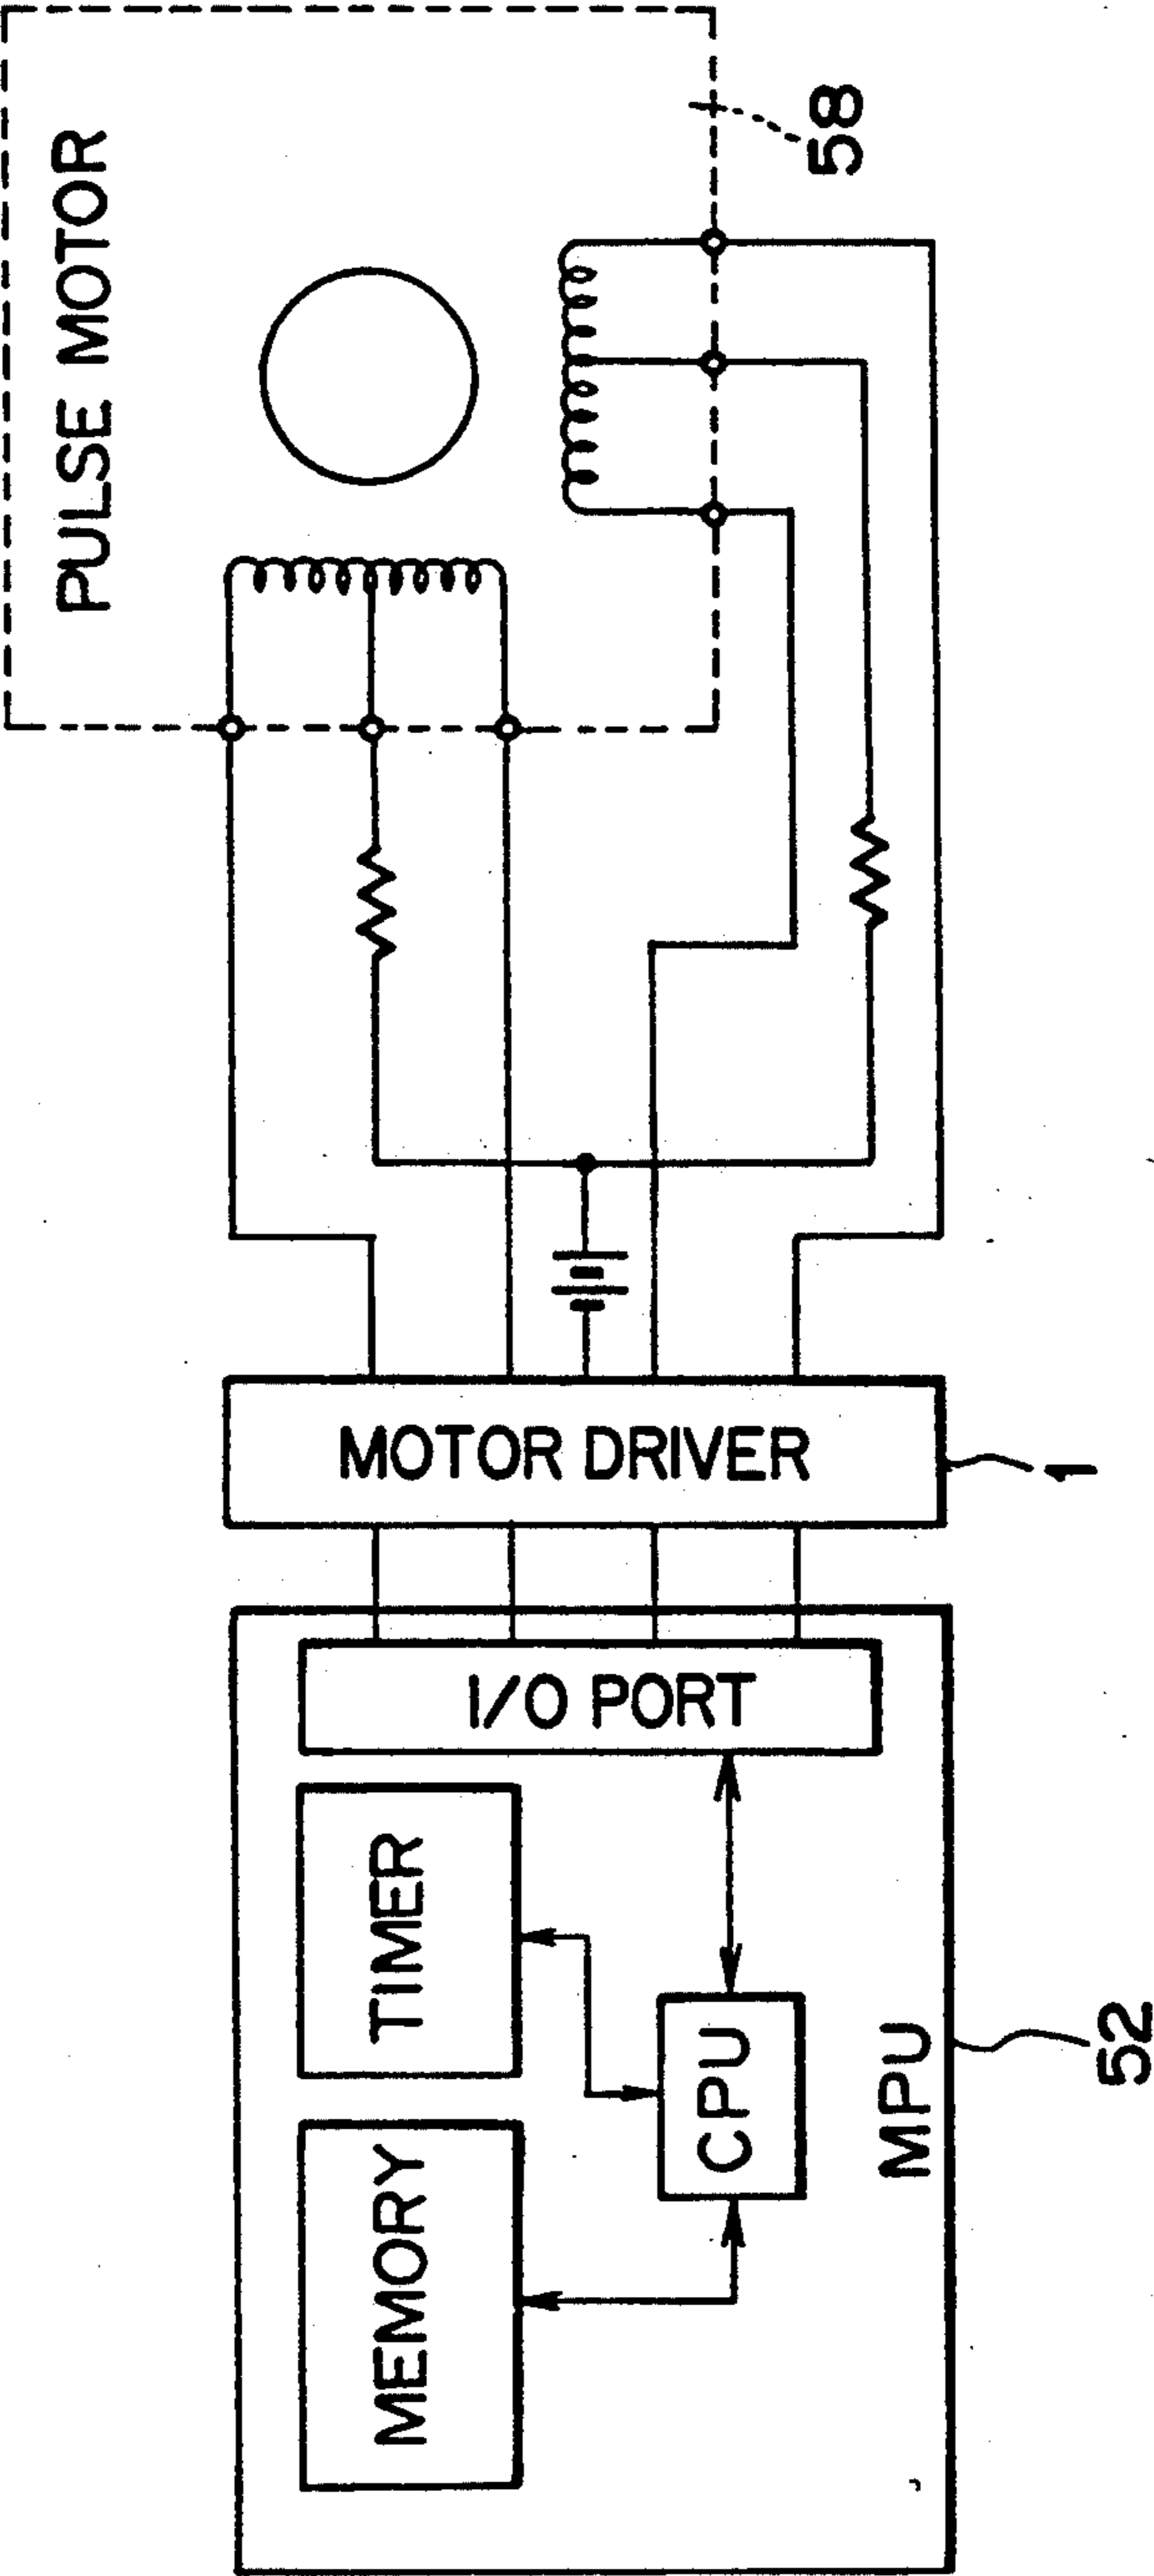 MEMORY
TIMER
I/O PORT
CPU
MPU
52
MOTOR DRIVER
1
PULSE MOTOR
58